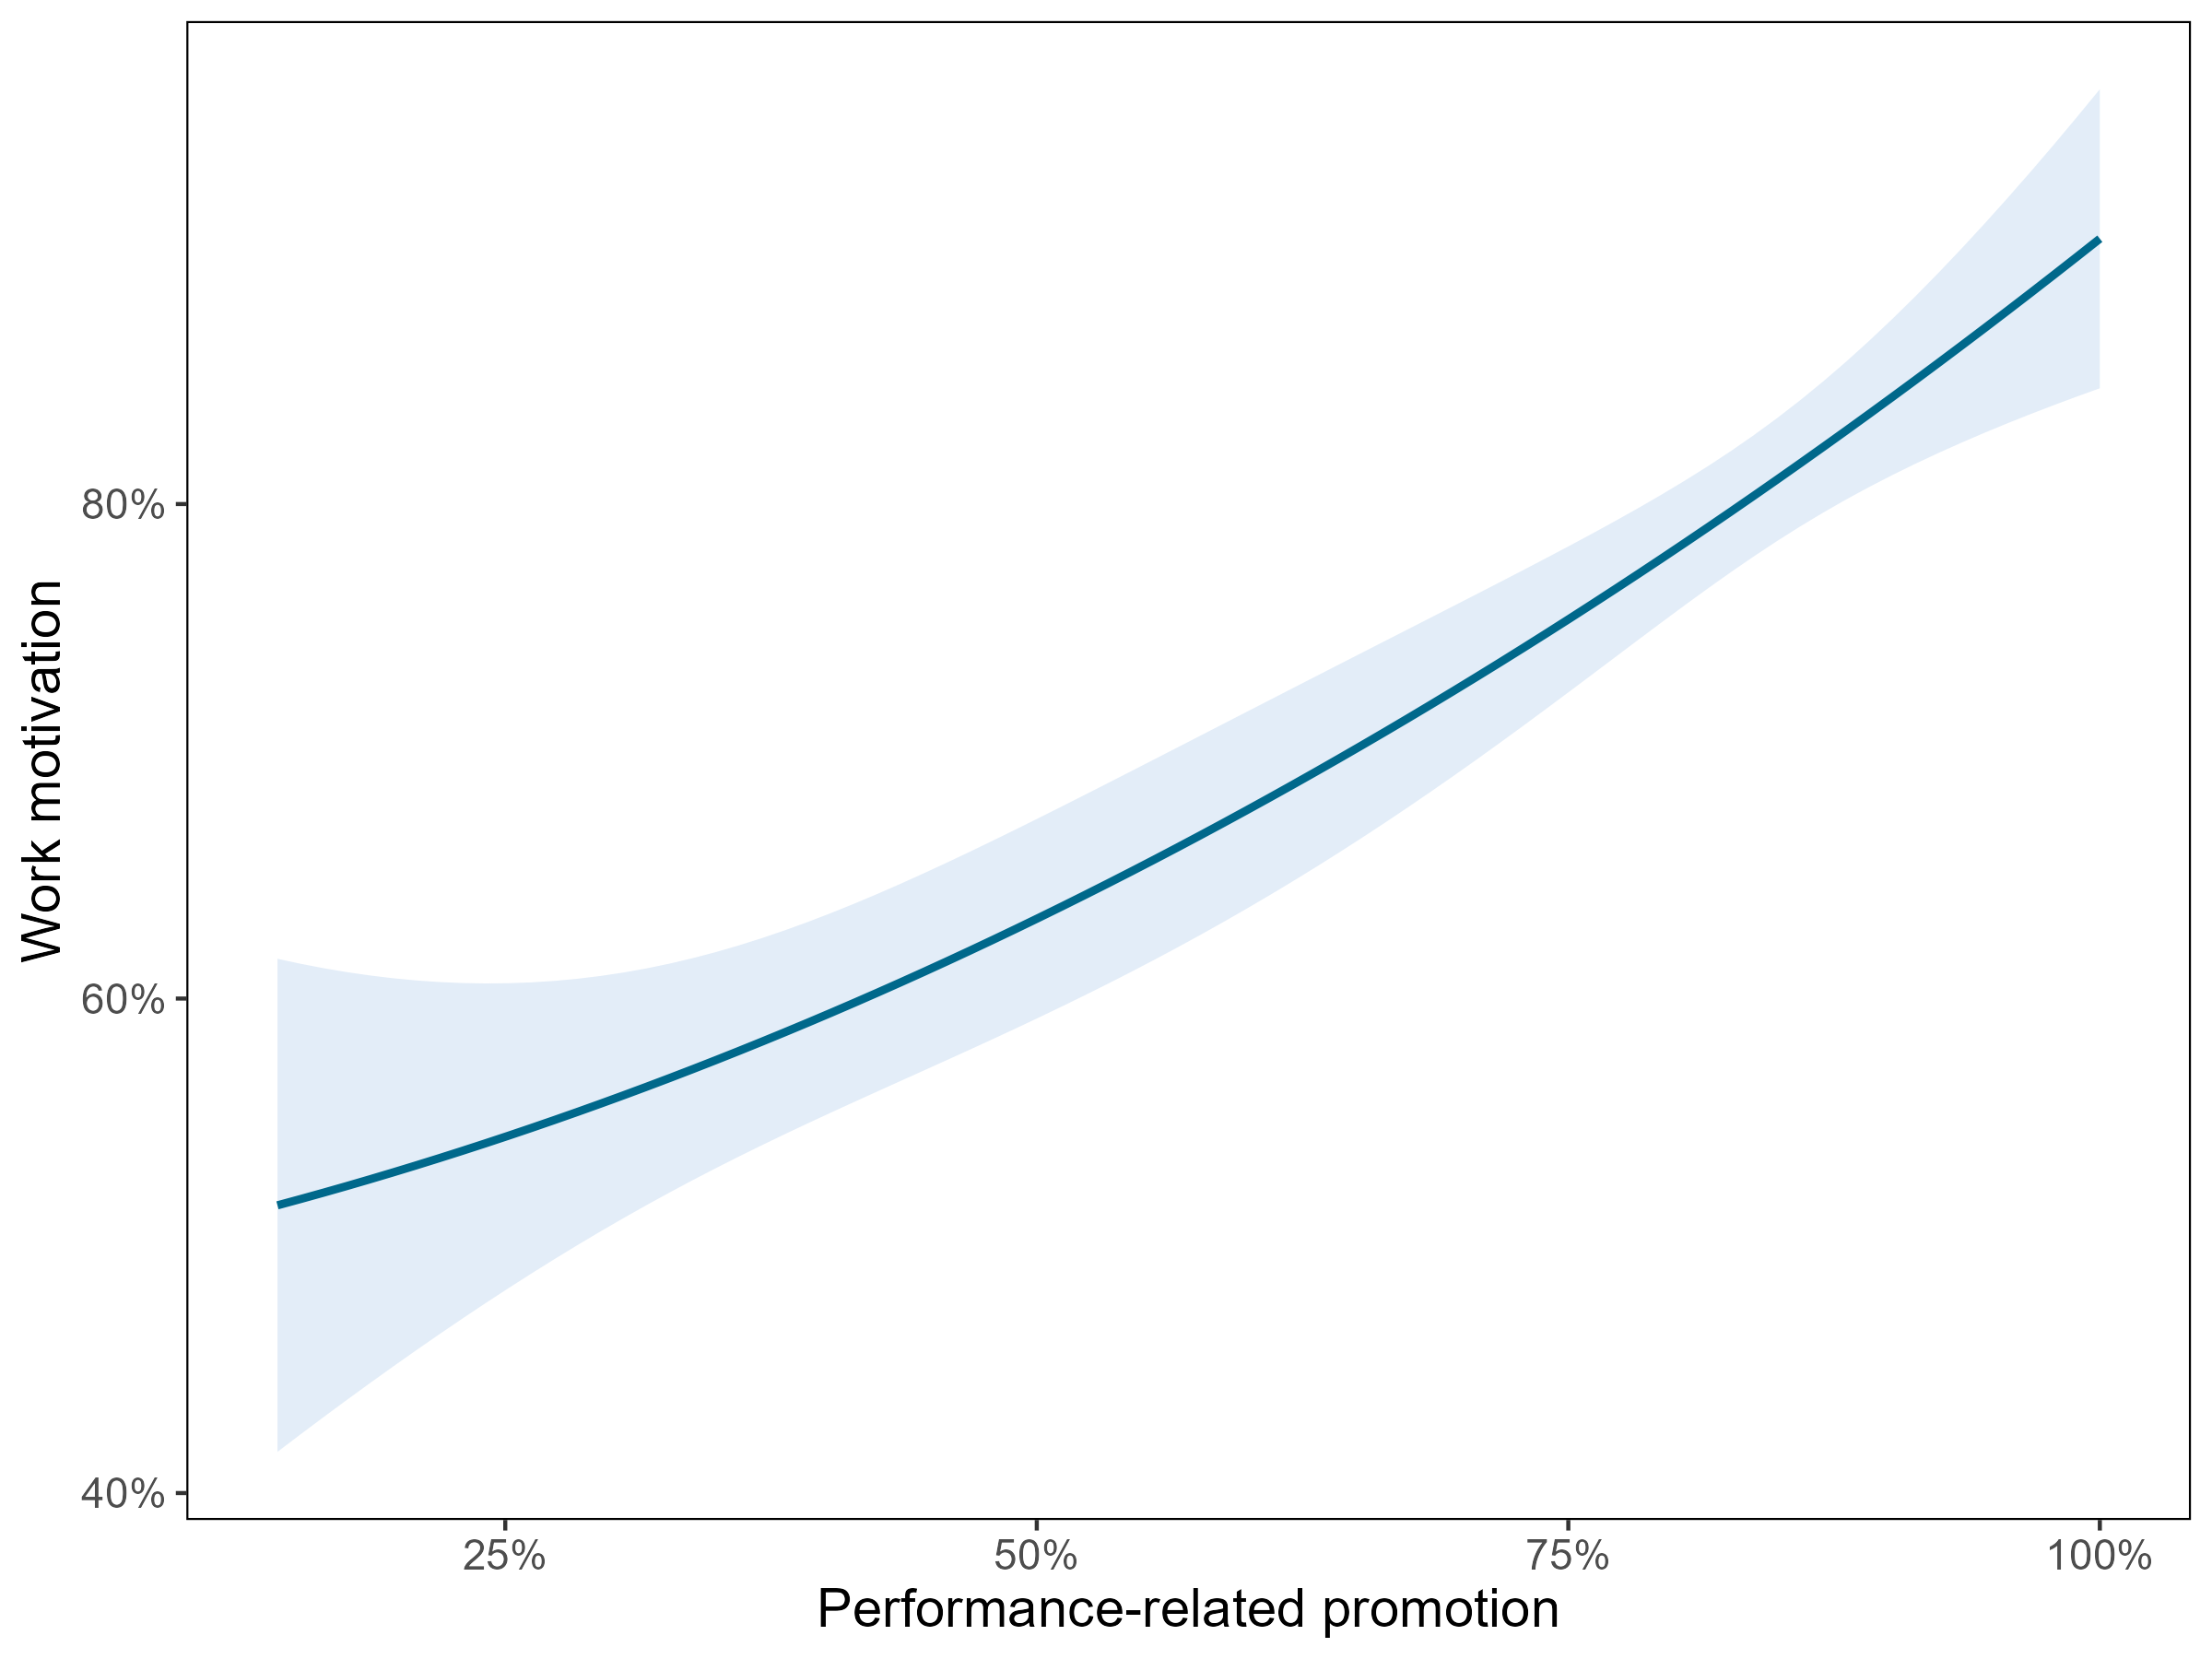 Work motivation
80%
60%
40%
25% 50% 75% 100%
Performance-related promotion